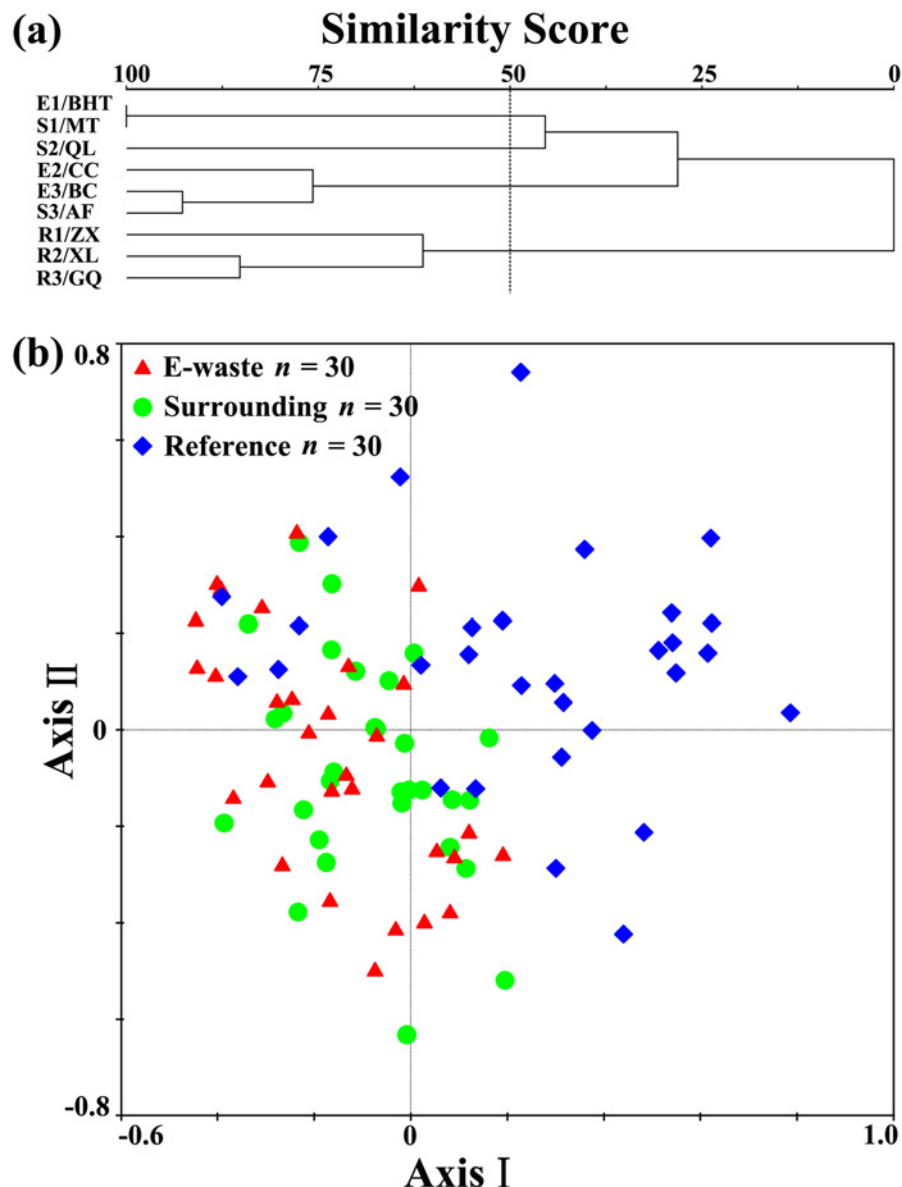 (a) Similarity Score
100 75 50 25 0
E1/BHT
S1/MT
S2/QL
E2/CC
E3/BC
S3/AF
R1/ZX
R2/XL
R3/GQ
(b)
0.8
E-waste n = 30
Surrounding n = 30
Reference n = 30
Axis II
0
-0.8
-0.6 0 1.0
Axis I